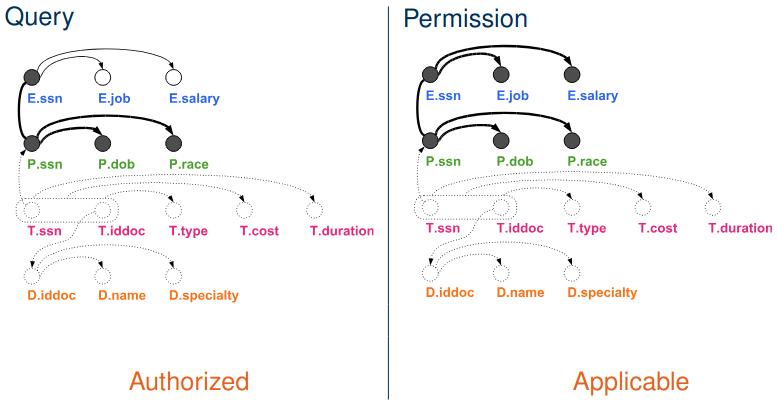 Query
E.ssn E.job E.salary
P.ssn P.dob P.race
T.ssn T.iddoc T.type T.cost T.duration
D.iddoc D.name D.specialty
Authorized
Permission
E.ssn E.job E.salary
P.ssn P.dob P.race
T.ssn T.iddoc T.type T.cost T.duration
D.iddoc D.name D.specialty
Applicable